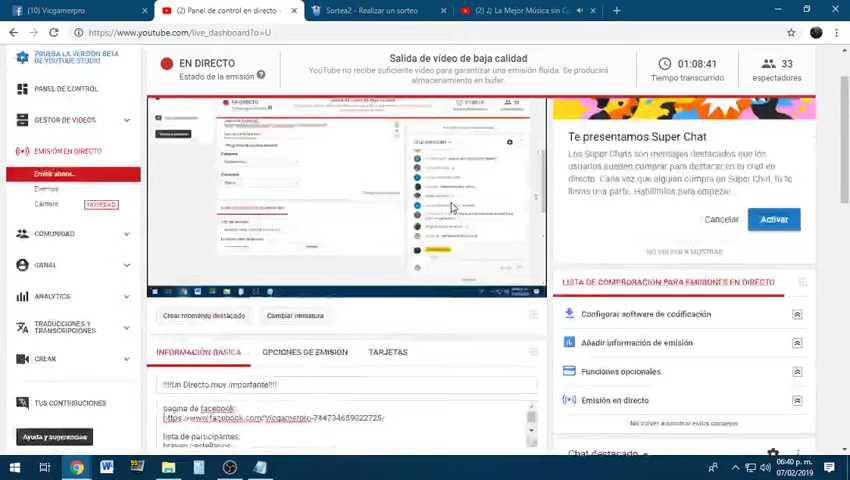 (10) Vicgamerpro
(2) Panel de control en directo -
Sortea2 - Realizar un sorteo
(2) ♫ La Mejor Música sin Co
https://www.youtube.com/live_dashboard?o=U
PRUEBA LA VERSIÓN BETA
DE YOUTUBE STUDIO
PANEL DE CONTROL
GESTOR DE VÍDEOS
EMISIÓN EN DIRECTO
Emitir ahora
Eventos
Cámara
NOVEDAD
COMUNIDAD
CANAL
ANALYTICS
TRADUCCIONES Y
TRANSCRIPCIONES
CREAR
TUS CONTRIBUCIONES
Ayuda y sugerencias
EN DIRECTO
Estado de la emisión
Salida de vídeo de baja calidad
YouTube no recibe suficiente vídeo para garantizar una emisión fluida. Se producirá
almacenamiento en búfer.
01:08:41
Tiempo transcurrido
33
espectadores
EN DIRECTO
Crear momento destacado
Cambiar miniatura
INFORMACIÓN BÁSICA
OPCIONES DE EMISIÓN
TARJETAS
!!!!Un Directo muy importante!!!!
pagina de facebook:
https://www.facebook.com/Vicgamerpro-744734659022725/
lista de participantes:
brayan castellanos
Te presentamos Super Chat
Los Super Chats son mensajes destacados que los
usuarios pueden comprar para destacar en tu chat en
directo. Cada vez que alguien compra un Super Chat, tú te
llevas una parte. Habilítalos para empezar.
Cancelar
Activar
NO VOLVER A MOSTRAR
LISTA DE COMPROBACIÓN PARA EMISIONES EN DIRECTO
Configurar software de codificación
Añadir información de emisión
Funciones opcionales
Emisión en directo
No volver a mostrar estos consejos
Chat destacado
06:40 p. m.
07/02/2019